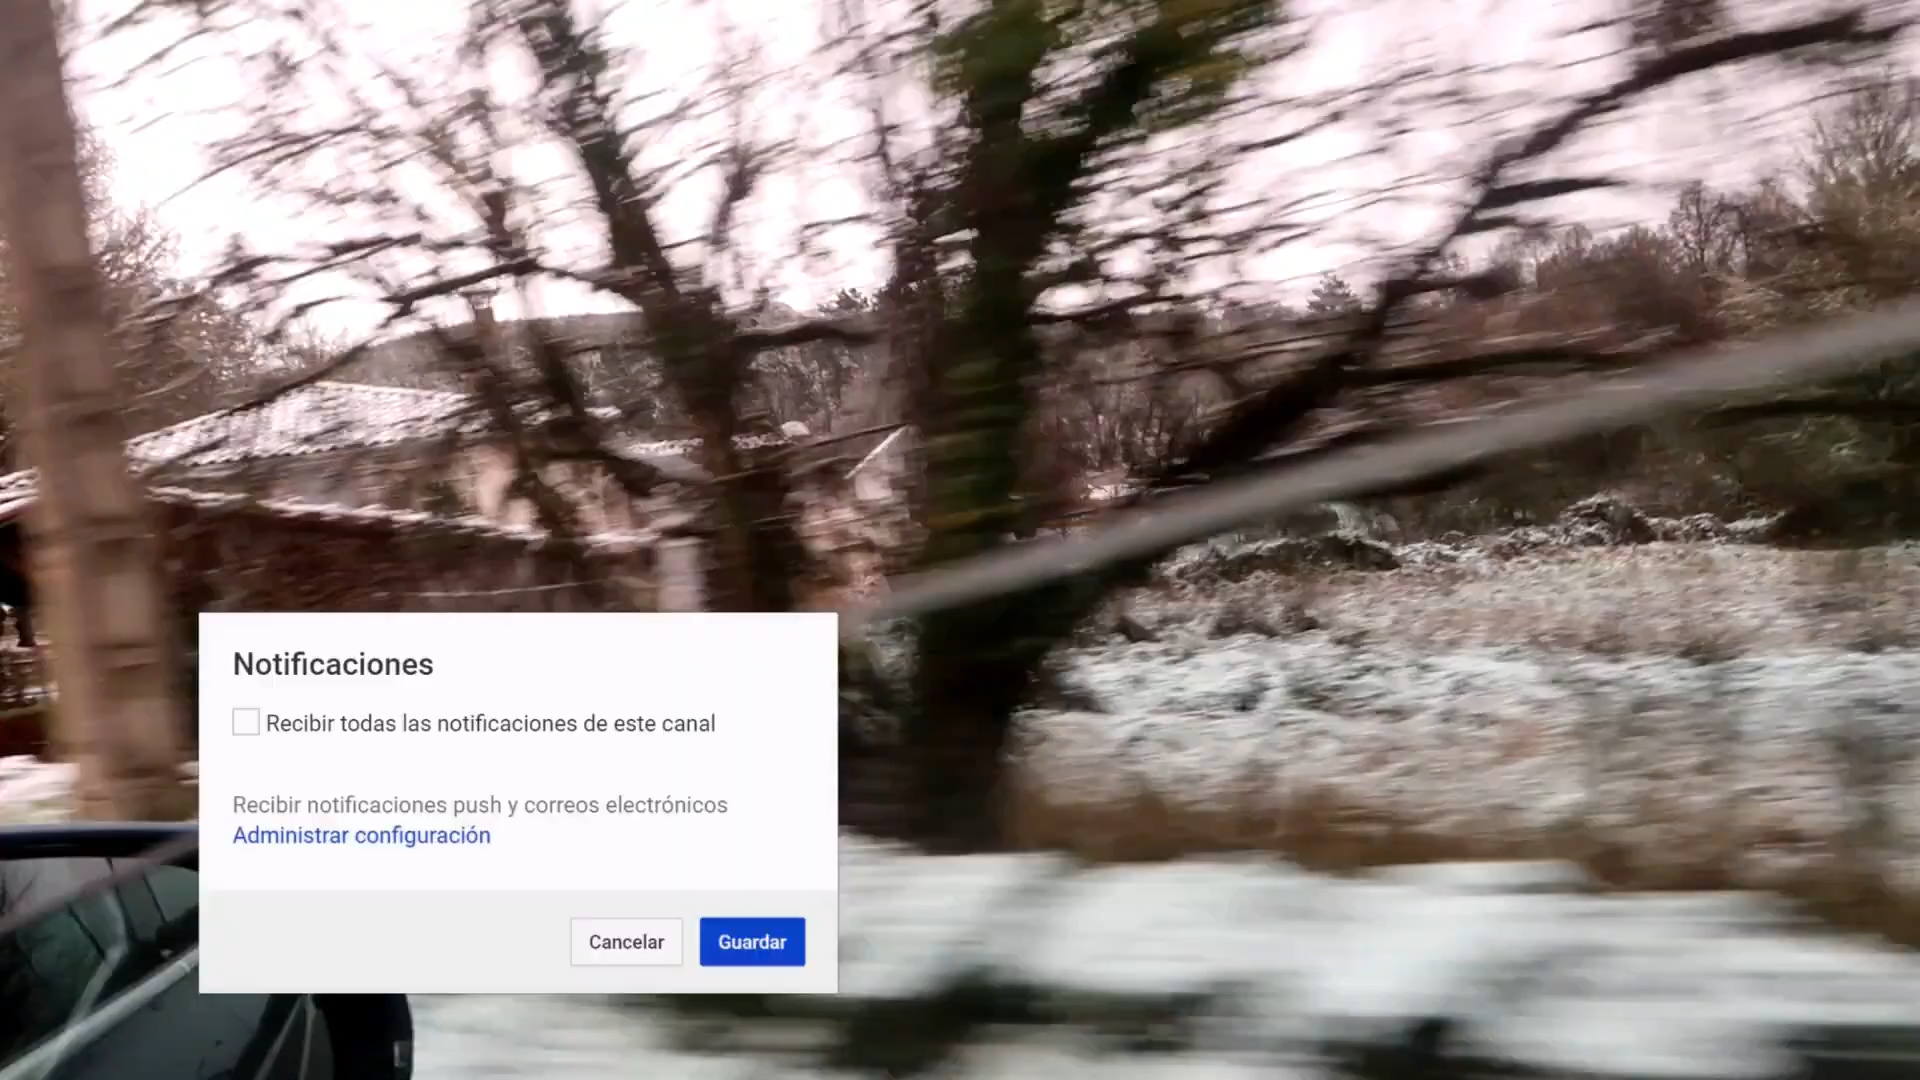 Notificaciones
Recibir todas las notificaciones de este canal
Recibir notificaciones push y correos electrónicos
Administrar configuración
Cancelar
Guardar